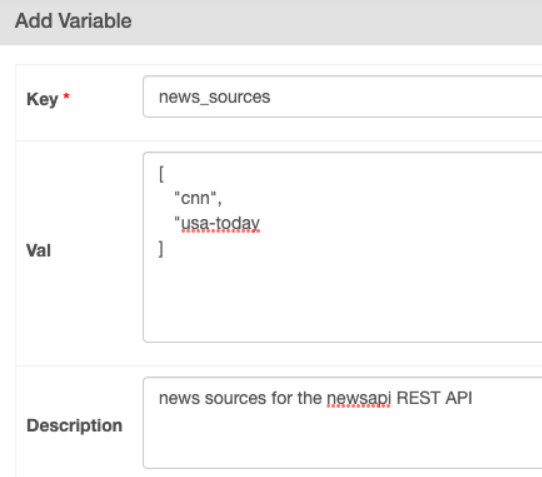 Add Variable
Key * news_sources
Val
[
"cnn",
"usa-today
]
Description news sources for the newsapi REST API